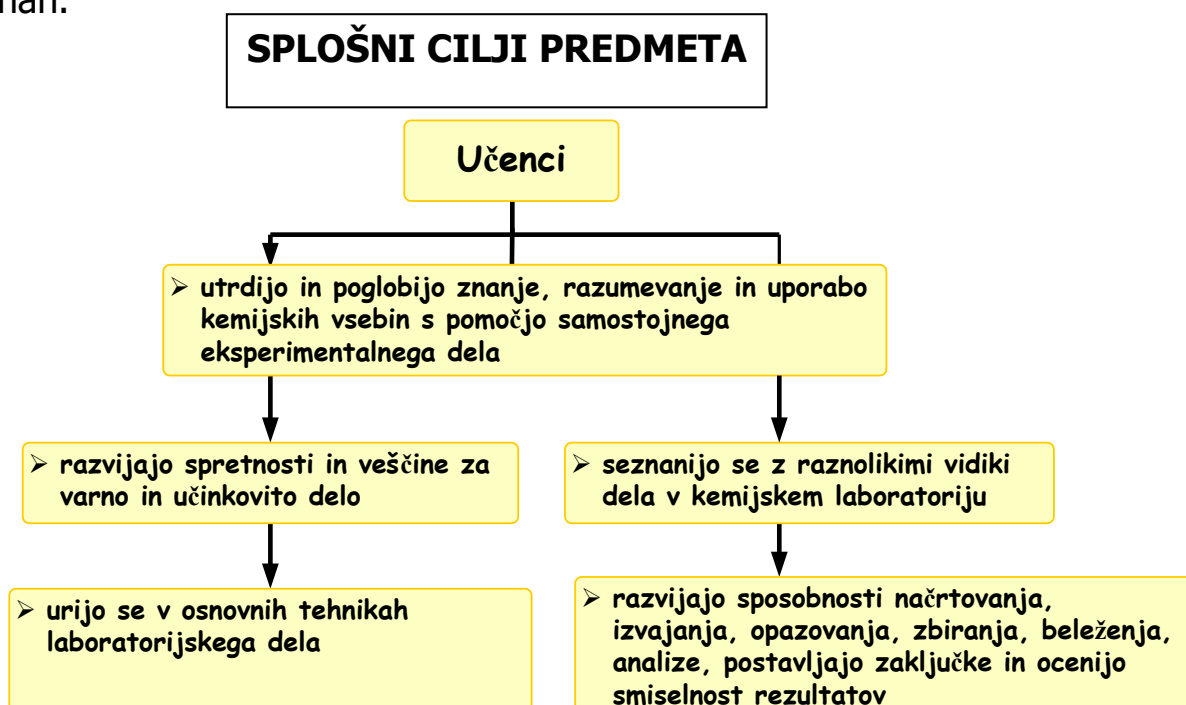 SPLOŠNI CILJI PREDMETA
Učenci
➢ utrdijo in poglobijo znanje, razumevanje in uporabo
kemijskih vsebin s pomočjo samostojnega
eksperimentalnega dela
➢ razvijajo spretnosti in veščine za
varno in učinkovito delo
➢ seznanijo se z raznolikimi vidiki
dela v kemijskem laboratoriju
➢ urijo se v osnovnih tehnikah
laboratorijskega dela
➢ razvijajo sposobnosti načrtovanja,
izvajanja, opazovanja, zbiranja, beleženja,
analize, postavljajo zaključke in ocenijo
smiselnost rezultatov